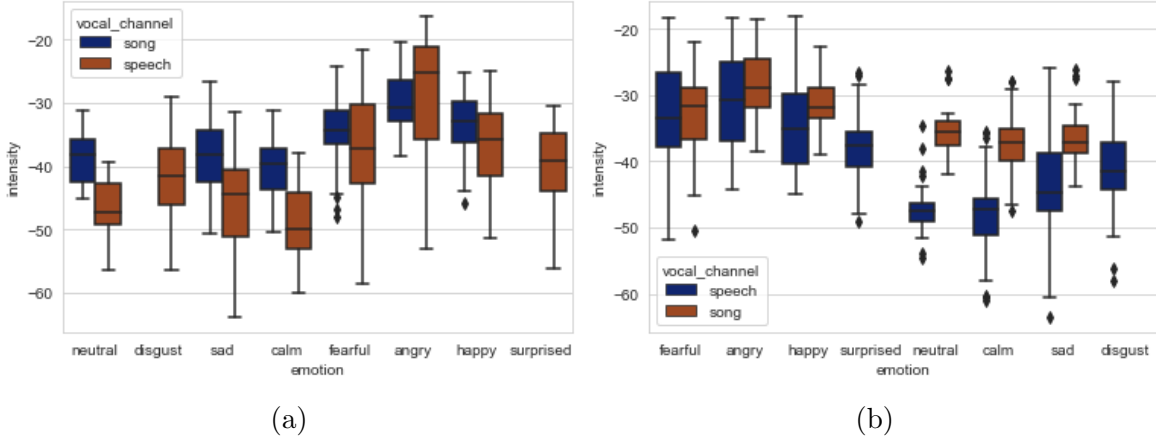 vocal_channel
song
speech
−20
−30
−40
−50
−60
intensity
neutral disgust sad calm fearful angry happy surprised
emotion
(a)
−20
−30
−40
−50
−60
intensity
vocal_channel
speech
song
fearful angry happy surprised neutral calm sad disgust
emotion
(b)